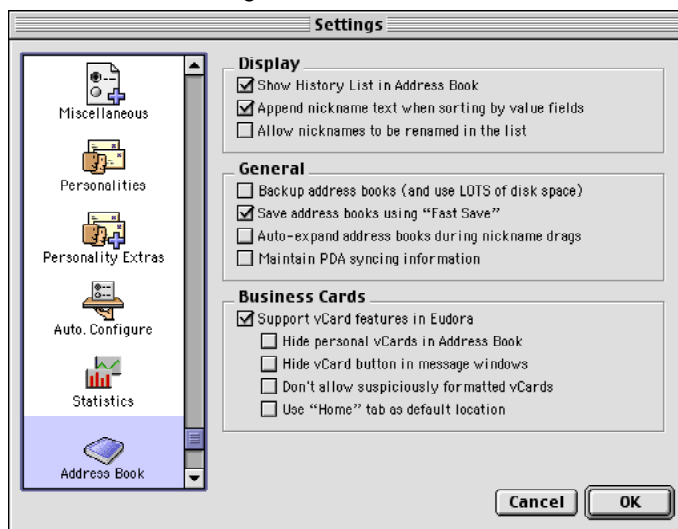 Settings
Miscellaneous
Personalities
Personality Extras
Auto. Configure
Statistics
Address Book
Display
Show History List in Address Book
Append nickname text when sorting by value fields
Allow nicknames to be renamed in the list
General
Backup address books (and use LOTS of disk space)
Save address books using “Fast Save”
Auto-expand address books during nickname drags
Maintain PDA syncing information
Business Cards
Support vCard features in Eudora
Hide personal vCards in Address Book
Hide vCard button in message windows
Don't allow suspiciously formatted vCards
Use “Home” tab as default location
Cancel
OK